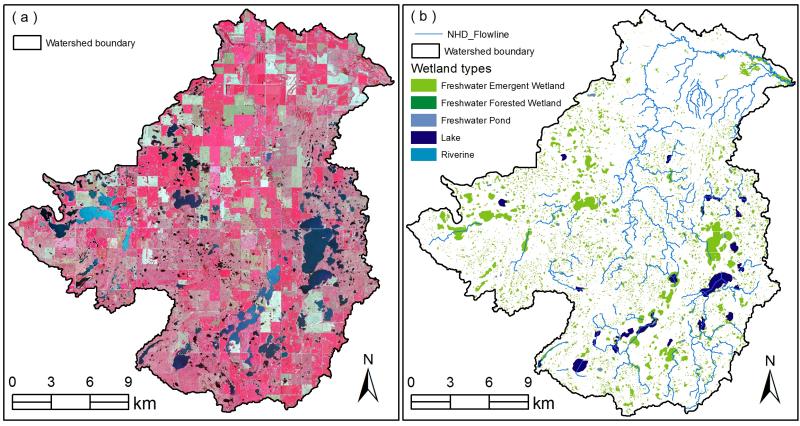 ( a )
Watershed boundary
N
0 3 6 9
km
( b )
NHD_Flowline
Watershed boundary
Wetland types
Freshwater Emergent Wetland
Freshwater Forested Wetland
Freshwater Pond
Lake
Riverine
N
0 3 6 9
km